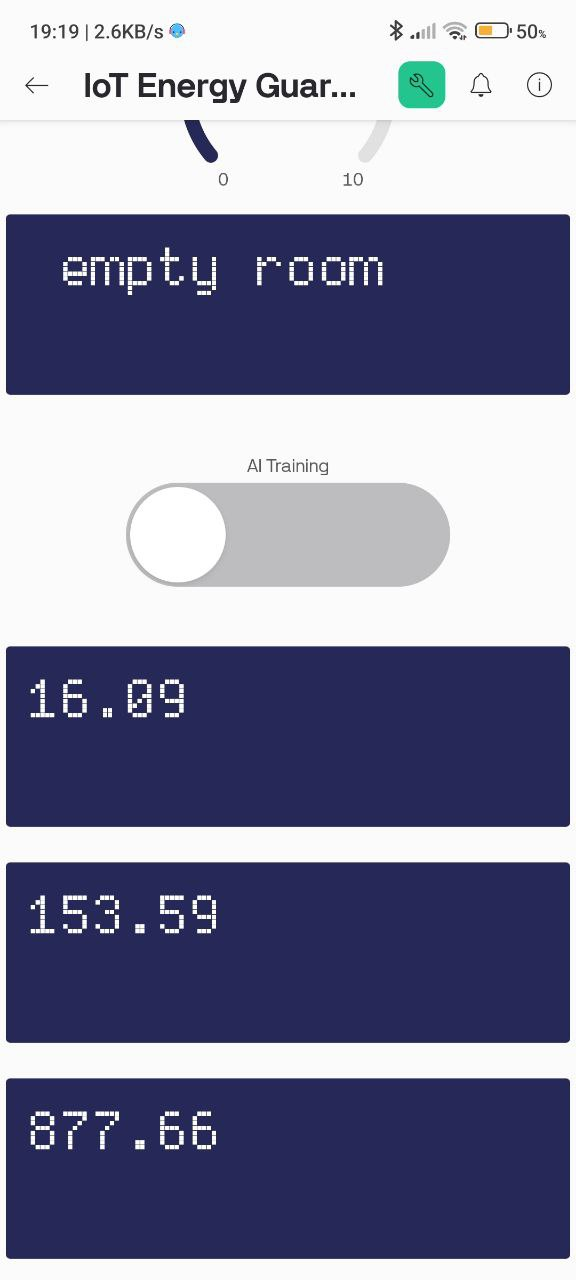 19:19 | 2.6KB/s 50%
IoT Energy Guar...
0 10
empty room
AI Training
16.09
153.59
877.66